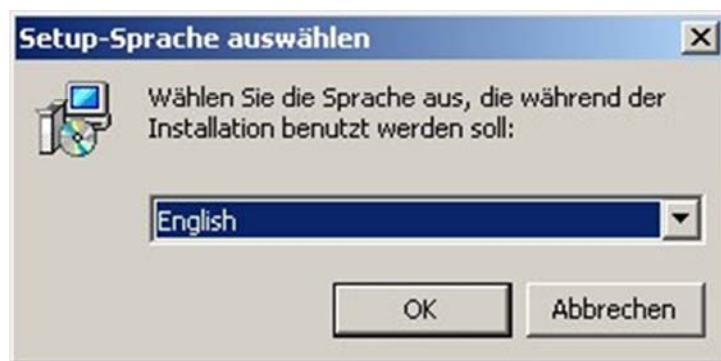 Setup-Sprache auswählen
Wählen Sie die Sprache aus, die während der
Installation benutzt werden soll:
English
OK
Abbrechen